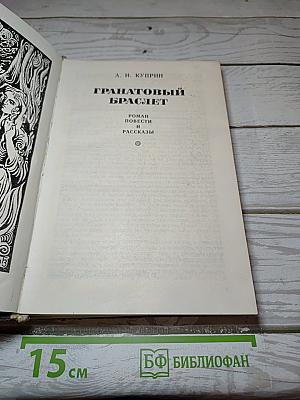 А. И. КУПРИН
ГРАНАТОВЫЙ
БРАСЛЕТ
РОМАН
ПОВЕСТИ
И
РАССКАЗЫ
15 см
БФ БИБЛИОФАН